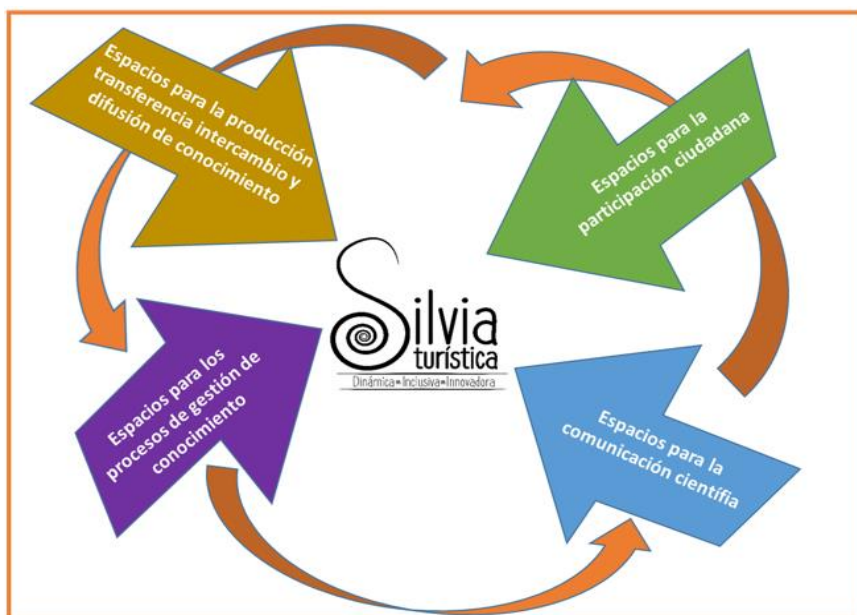 Espacios para la producción
transferencia intercambio y
difusión de conocimiento
Espacios para la
participación ciudadana
Silvia
turística
Dinámica=Inclusiva=Innovadora
Espacios para los
procesos de gestión de
conocimiento
Espacios para la
comunicación científia